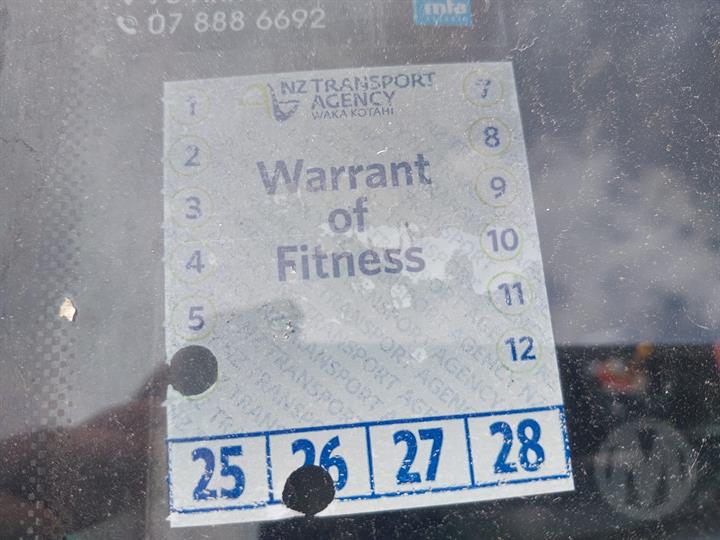 07 888 6692
mta
NZ TRANSPORT
AGENCY
WAKA KOTAHI
1
7
2
8
3
9
4
10
5
11
12
Warrant
of
Fitness
25
26
27
28